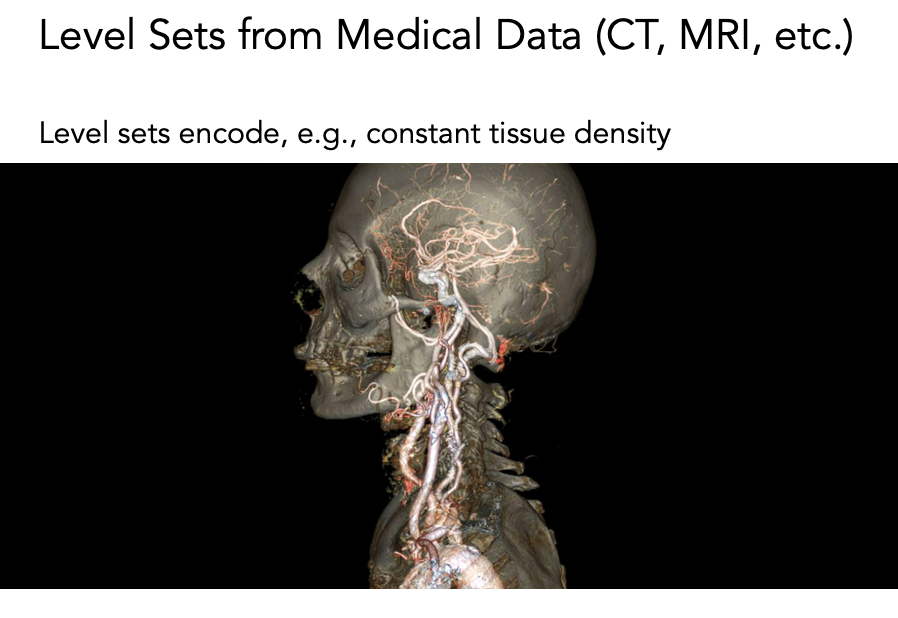 Level Sets from Medical Data (CT, MRI, etc.)
Level sets encode, e.g., constant tissue density